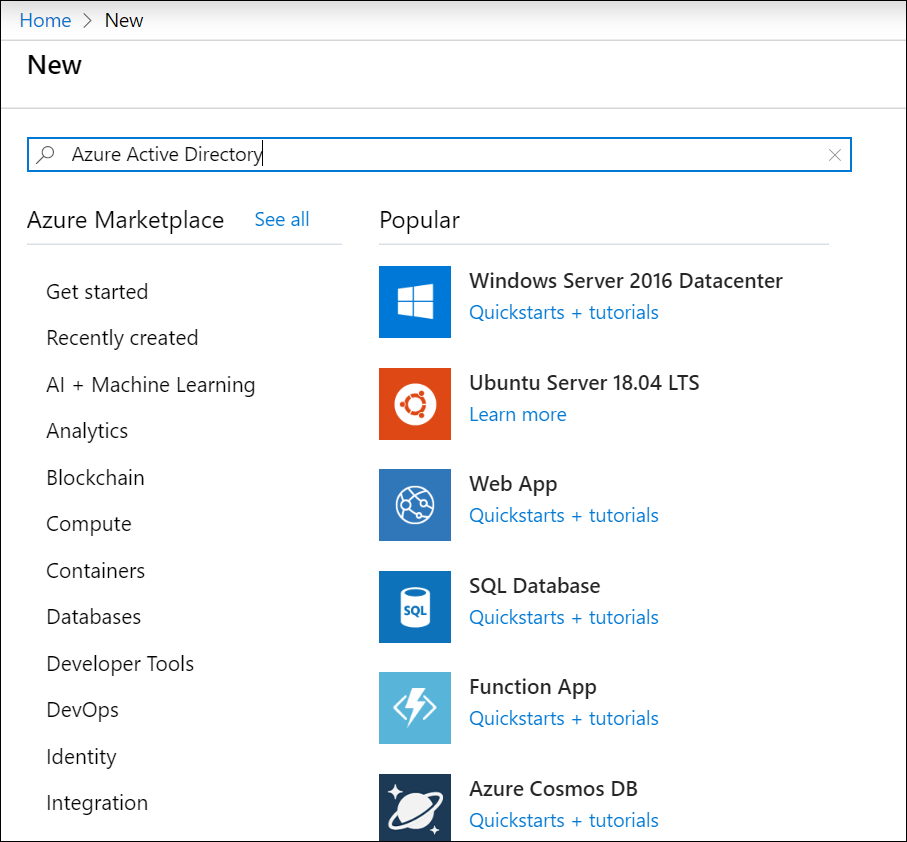 Home > New
New
Azure Active Directory
Azure Marketplace See all
Get started
Recently created
AI + Machine Learning
Analytics
Blockchain
Compute
Containers
Databases
Developer Tools
DevOps
Identity
Integration
Popular
Windows Server 2016 Datacenter
Quickstarts + tutorials
Ubuntu Server 18.04 LTS
Learn more
Web App
Quickstarts + tutorials
SQL
SQL Database
Quickstarts + tutorials
Function App
Quickstarts + tutorials
Azure Cosmos DB
Quickstarts + tutorials